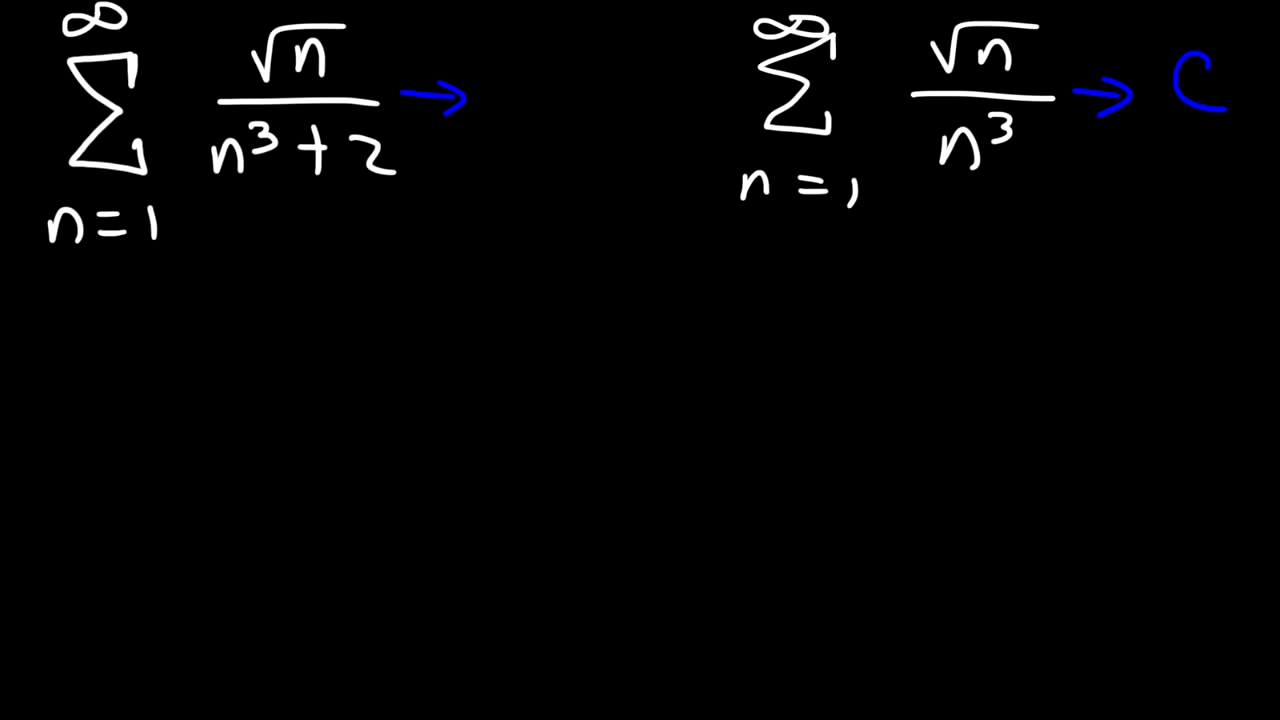 ∞ ∑ n=1 √n / (n³+2) →
∞ ∑ n=1 √n / n³ → C